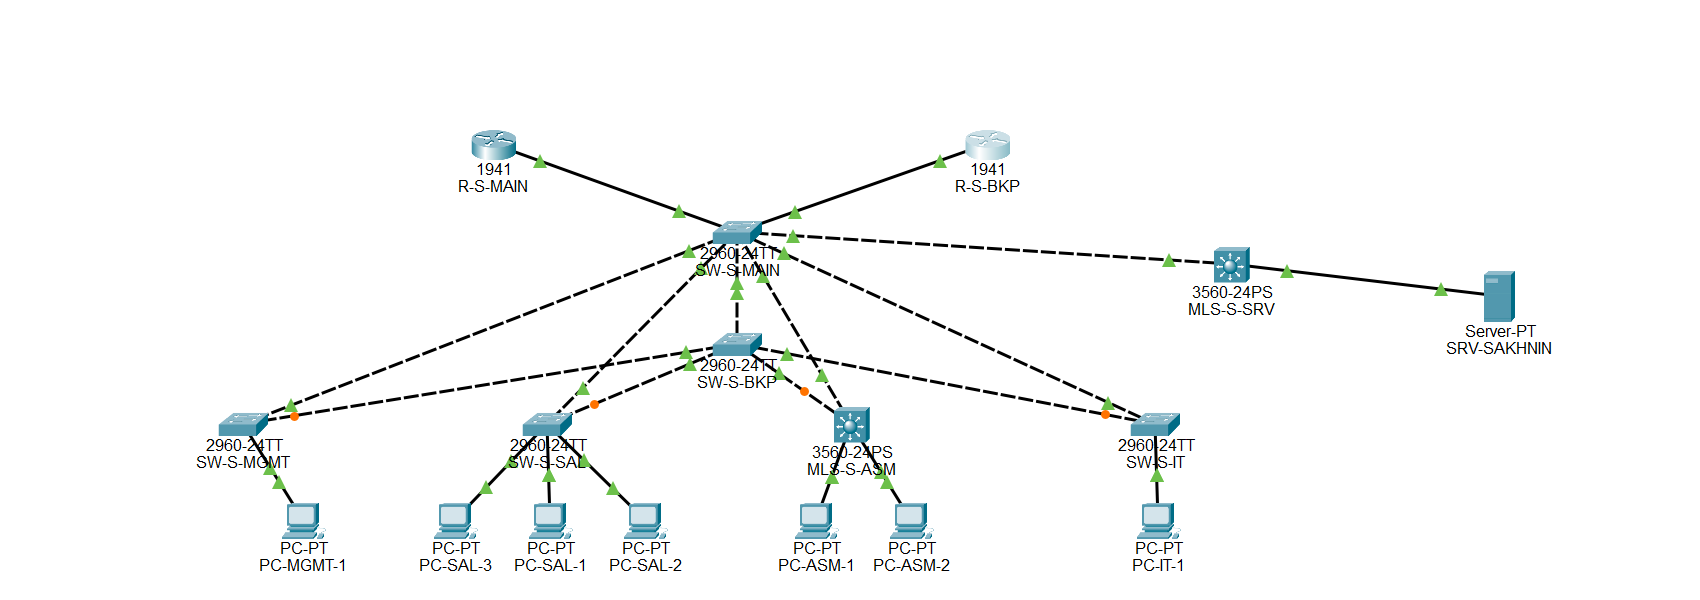 1941
R-S-MAIN
1941
R-S-BKP
2960-24TT
SW-S-MAIN
3560-24PS
MLS-S-SRV
Server-PT
SRV-SAKHNIN
2960-24TT
SW-S-BKP
2960-24TT
SW-S-MGMT
2960-24TT
SW-S-SAL
3560-24PS
MLS-S-ASM
2960-24TT
SW-S-IT
PC-PT
PC-MGMT-1
PC-PT
PC-SAL-3
PC-PT
PC-SAL-1
PC-PT
PC-SAL-2
PC-PT
PC-ASM-1
PC-PT
PC-ASM-2
PC-PT
PC-IT-1